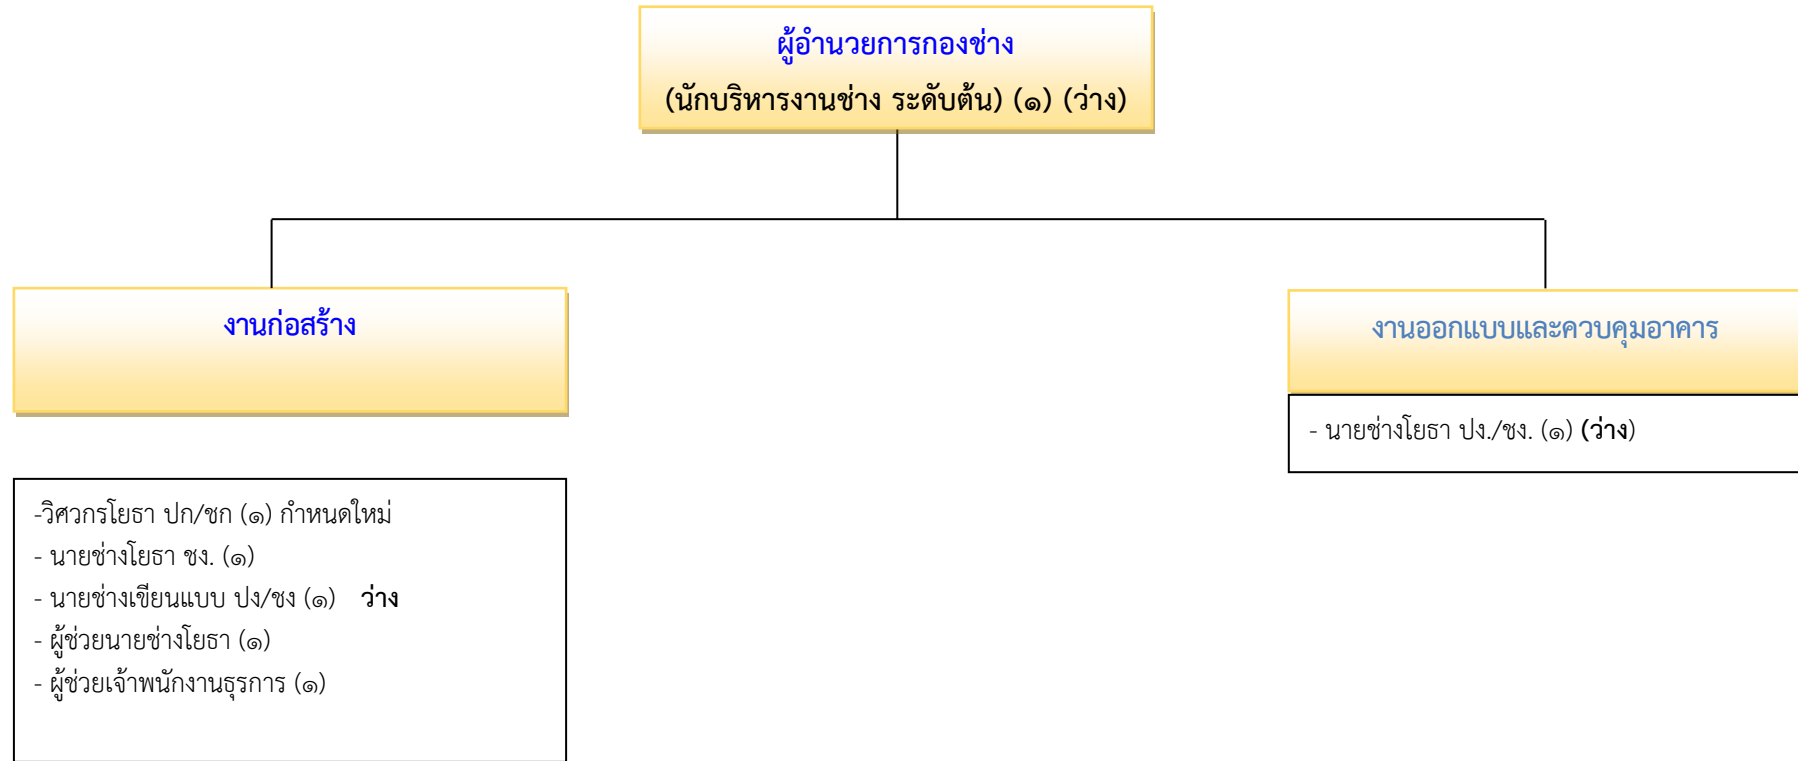 ผู้อำนวยการกองช่าง
(นักบริหารงานช่าง ระดับต้น) (๑) (ว่าง)
งานก่อสร้าง
งานออกแบบและควบคุมอาคาร
- นายช่างโยธา ปง./ชง. (๑) (ว่าง)
-วิศวกรโยธา ปก/ชก (๑) กำหนดใหม่
- นายช่างโยธา ชง. (๑)
- นายช่างเขียนแบบ ปง/ชง (๑) ว่าง
- ผู้ช่วยนายช่างโยธา (๑)
- ผู้ช่วยเจ้าพนักงานธุรการ (๑)